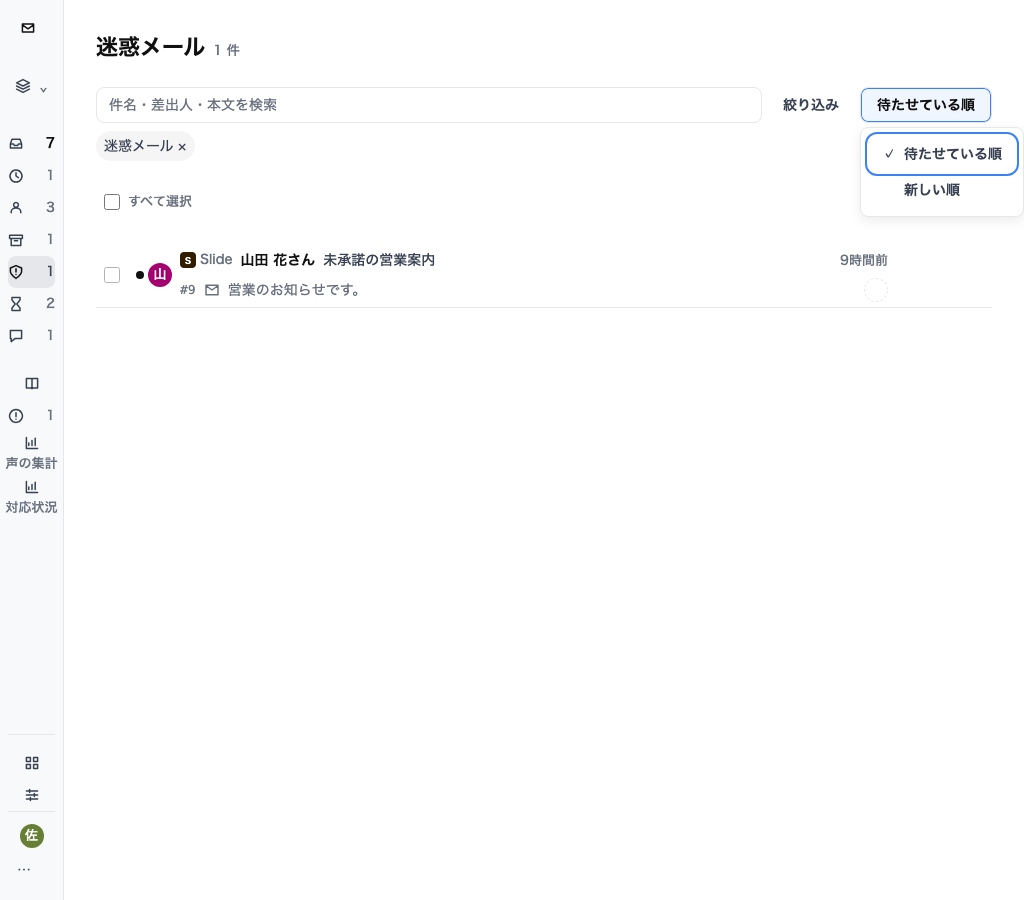 迷惑メール 1 件
件名・差出人・本文を検索
絞り込み
待たせている順
迷惑メール ×
✓ 待たせている順
新しい順
すべて選択
7
1
3
1
1
2
1
1
声の集計
対応状況
山
s Slide 山田 花さん 未承諾の営業案内
9時間前
#9 営業のお知らせです。
佐
…